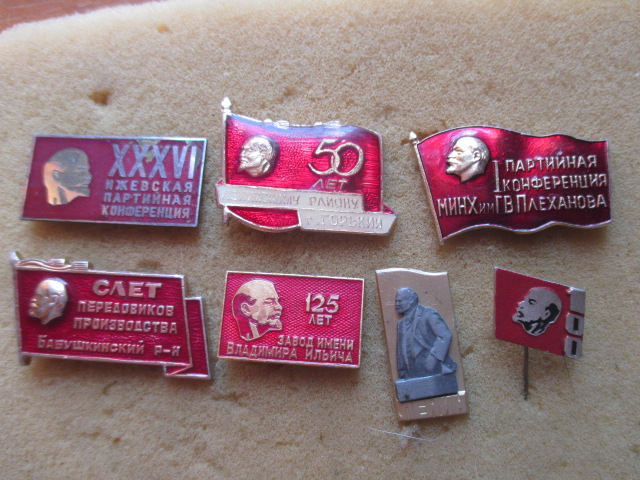 XXXVI
ИЖЕВСКАЯ
ПАРТИЙНАЯ
КОНФЕРЕНЦИЯ
50
ЛЕТ
РАЙОНУ
Г. ГОРЬКИЙ
I ПАРТИЙНАЯ
КОНФЕРЕНЦИЯ
МИНХ им Г В ПЛЕХАНОВА
СЛЕТ
ПЕРЕДОВИКОВ
ПРОИЗВОДСТВА
БАБУШКИНСКИЙ Р-Н
125
ЛЕТ
ЗАВОД ИМЕНИ
ВЛАДИМИРА ИЛЬИЧА
100